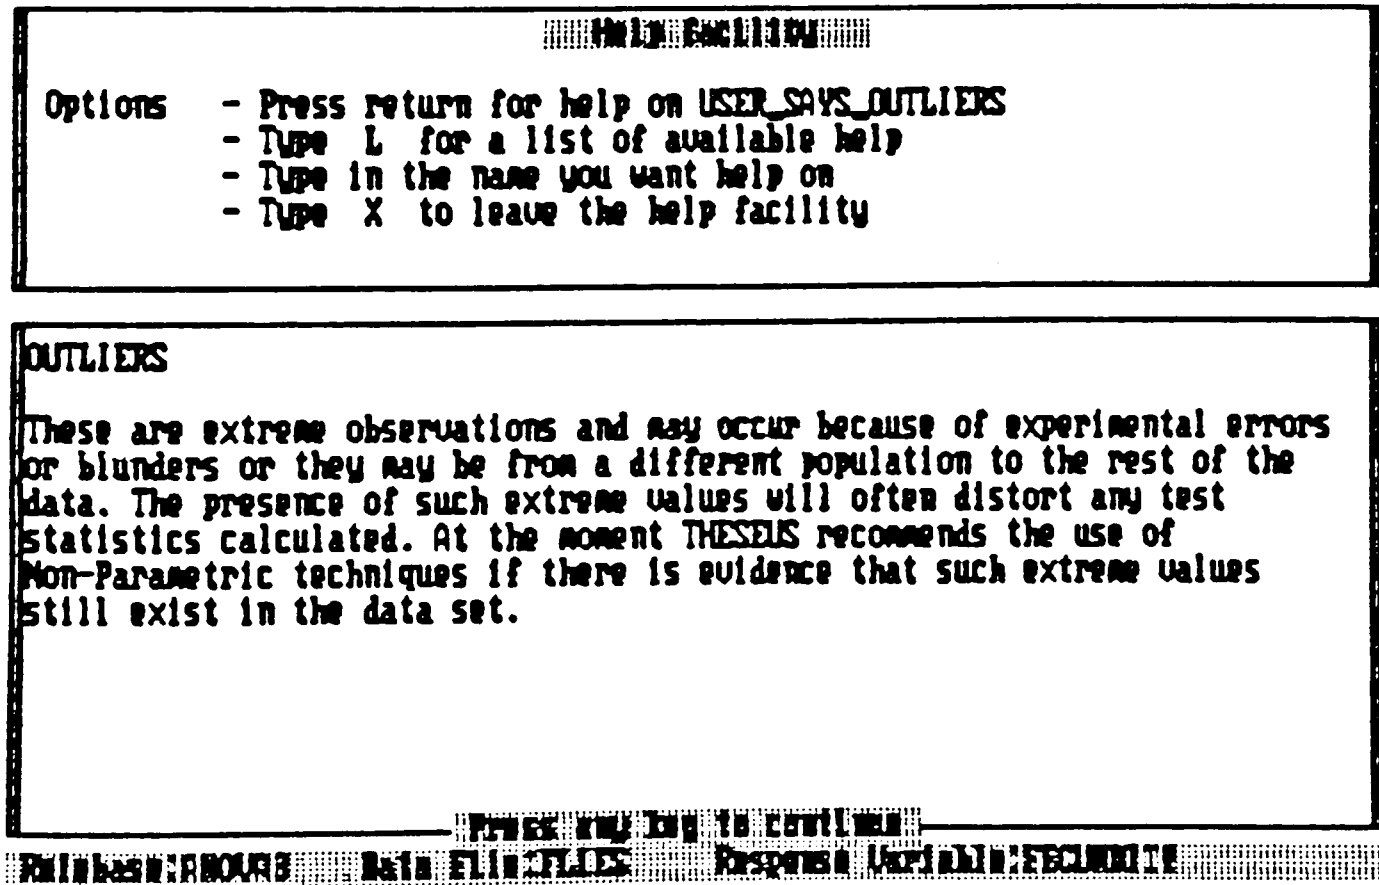 Help Facility
Options - Press return for help on USER_SAYS_OUTLIERS
- Type L for a list of available help
- Type in the name you want help on
- Type X to leave the help facility
OUTLIERS
These are extreme observations and may occur because of experimental errors
or blunders or they may be from a different population to the rest of the
data. The presence of such extreme values will often distort any test
statistics calculated. At the moment THESEUS recommends the use of
Non-Parametric techniques if there is evidence that such extreme values
still exist in the data set.
Press any key to continue
Rulebase: Data File:FLIES Response Variable: